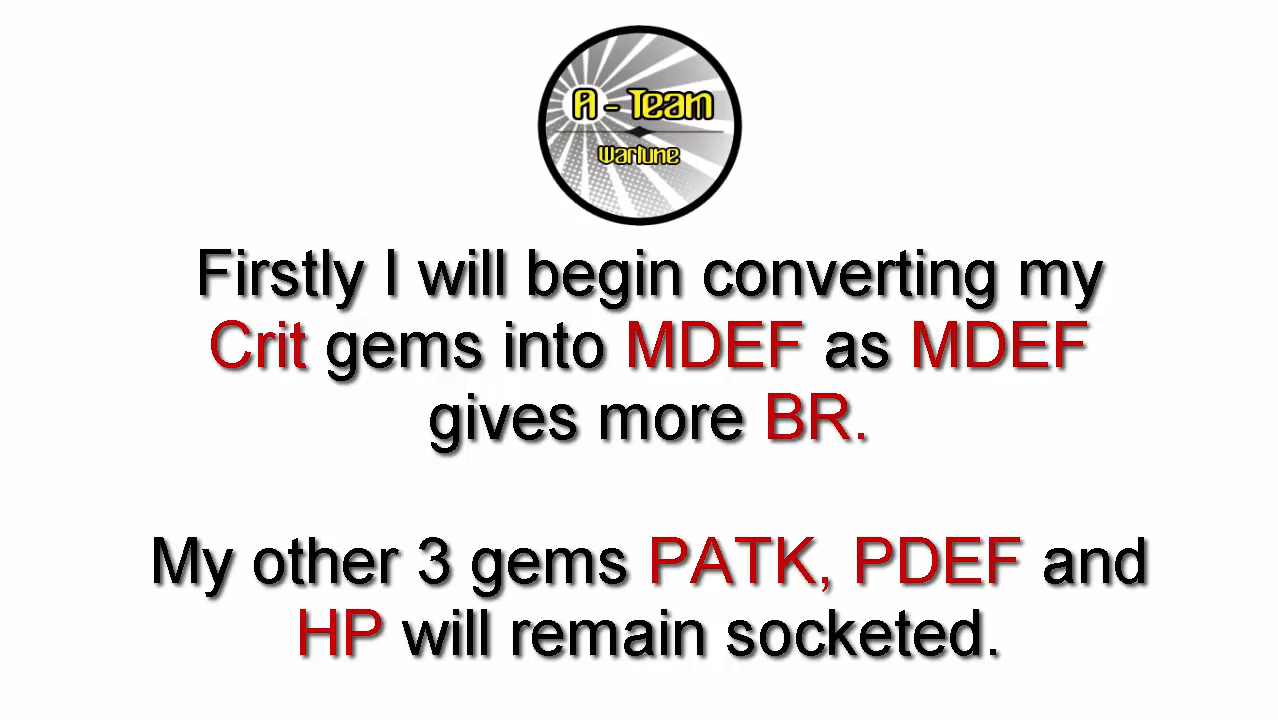 A - Team
Wartune
Firstly I will begin converting my
Crit gems into MDEF as MDEF
gives more BR.
My other 3 gems PATK, PDEF and
HP will remain socketed.